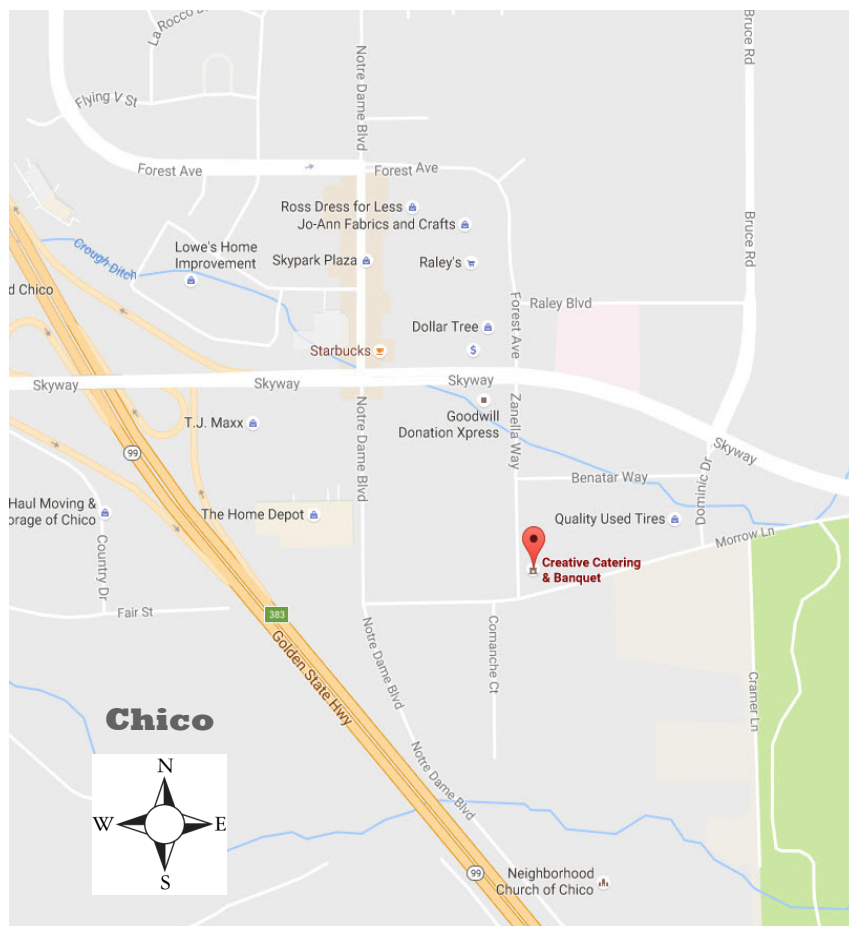 La Rocco
Notre Dame Blvd
Bruce Rd
Flying V St
Forest Ave
Forest Ave
Ross Dress for Less
Jo-Ann Fabrics and Crafts
Bruce Rd
Crough Ditch
Lowe's Home
Improvement
Skypark Plaza
Raley's
d Chico
Forest Ave
Raley Blvd
Dollar Tree
$
Starbucks
Skyway
Skyway
Skyway
Zanella Way
Goodwill
Donation Xpress
T.J. Maxx
Notre Dame Blvd
Skyway
99
Benatar Way
Dominic Dr
Haul Moving &
orage of Chico
The Home Depot
Quality Used Tires
Morrow Ln
Country Dr
Creative Catering
& Banquet
Fair St
383
Golden State Hwy
Notre Dame Blvd
Comanche Ct
Cramer Ln
Chico
Notre Dame Blvd
N
W
E
S
99
Neighborhood
Church of Chico